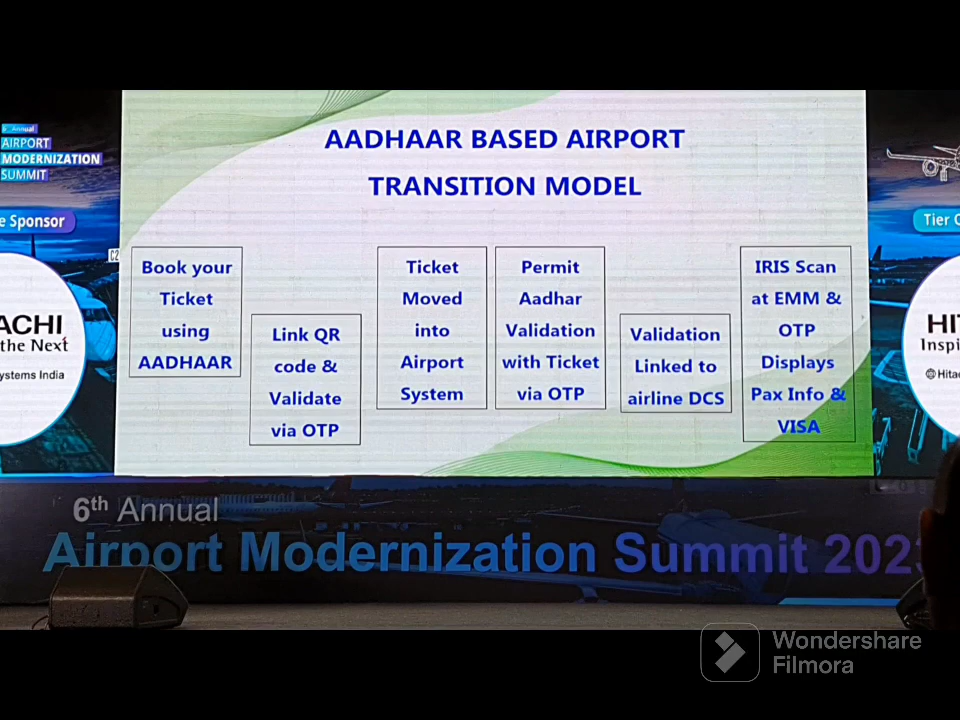 6th Annual
AIRPORT
MODERNIZATION
SUMMIT
e Sponsor
ACHI
the Next
ystems India
AADHAAR BASED AIRPORT
TRANSITION MODEL
Book your
Ticket
using
AADHAAR
Link QR
code &
Validate
via OTP
Ticket
Moved
into
Airport
System
Permit
Aadhar
Validation
with Ticket
via OTP
Validation
Linked to
airline DCS
IRIS Scan
at EMM &
OTP
Displays
Pax Info &
VISA
Tier
HIT
Inspi
Hitac
6th Annual
Airport Modernization Summit 2023
Wondershare
Filmora